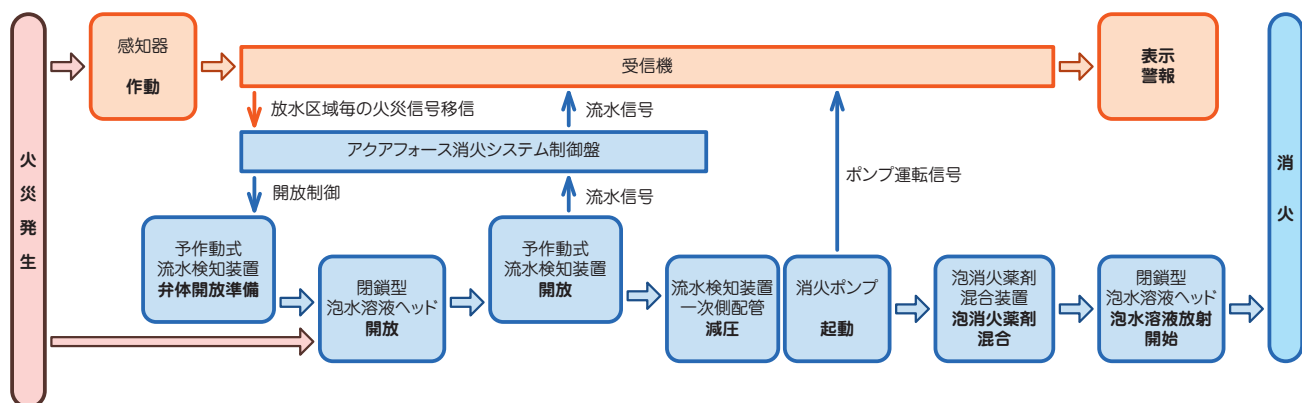 火災発生
感知器
作動
受信機
表示
警報
放水区域毎の火災信号移信
流水信号
アクアフォース消火システム制御盤
開放制御
流水信号
ポンプ運転信号
予作動式
流水検知装置
弁体開放準備
閉鎖型
泡水溶液ヘッド
開放
予作動式
流水検知装置
開放
流水検知装置
一次側配管
減圧
消火ポンプ
起動
泡消火薬剤
混合装置
泡消火薬剤
混合
閉鎖型
泡水溶液ヘッド
泡水溶液放射
開始
消火